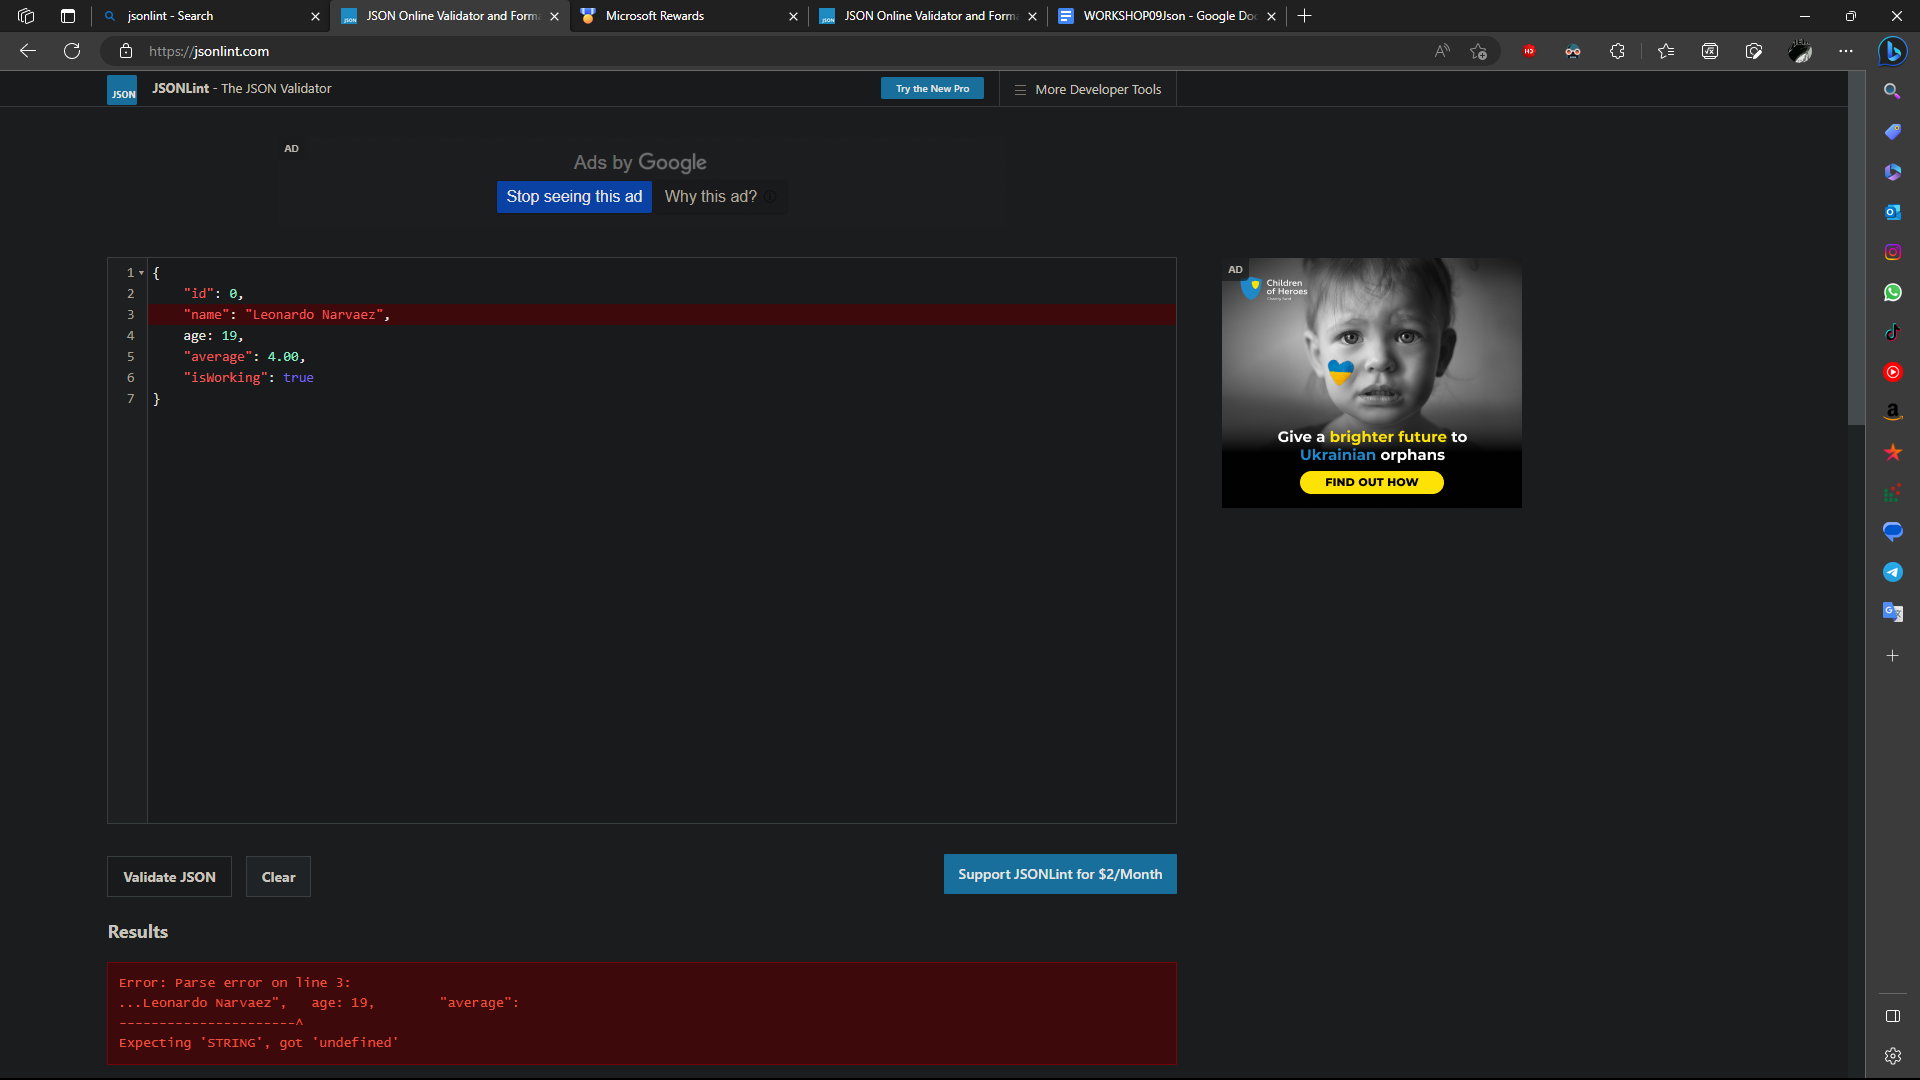 jsonlint - Search
JSON Online Validator and Form
Microsoft Rewards
JSON Online Validator and Form
WORKSHOP09Json - Google Do
https://jsonlint.com
JSON
JSONLint - The JSON Validator
Try the New Pro
More Developer Tools
AD
Ads by Google
Stop seeing this ad
Why this ad?
1 {
2 "id": 0,
3 "name": "Leonardo Narvaez",
4 age: 19,
5 "average": 4.00,
6 "isWorking": true
7 }
AD
Children
of Heroes
Charity fund
Give a brighter future to
Ukrainian orphans
FIND OUT HOW
Validate JSON
Clear
Support JSONLint for $2/Month
Results
Error: Parse error on line 3:
...Leonardo Narvaez", age: 19, "average":
----------------------^
Expecting 'STRING', got 'undefined'